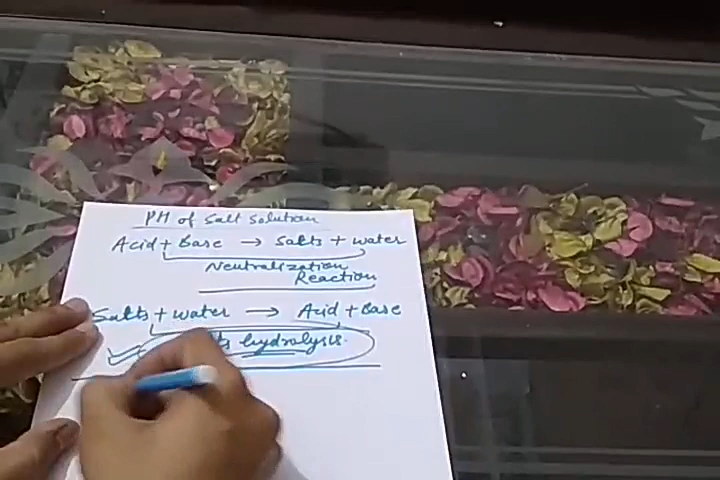 PH of Salt Solution
Acid + Base → Salts + water
Neutralization
Reaction
Salts + water → Acid + Base
hydrolysis.